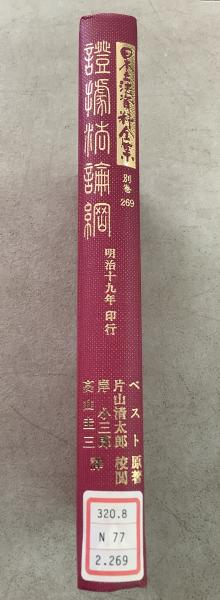 日本立法資料全集
別巻
269
證據法論綱
明治十九年 印行
ベスト 原著
片山清太郎 校閲
岸 小三郎
高山圭三 譯
320.8
N 77
2.269